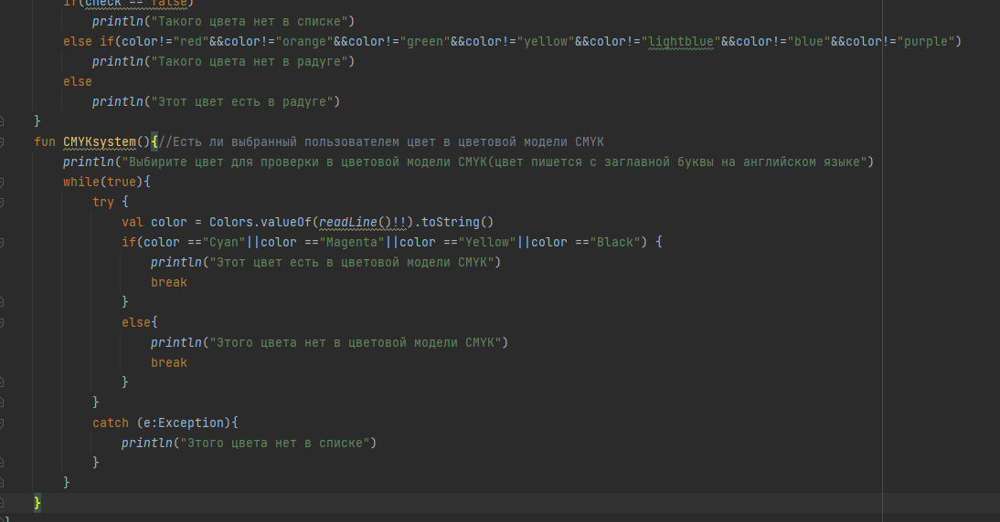 if(check == false)
println("Такого цвета нет в списке")
else if(color!="red"&&color!="orange"&&color!="green"&&color!="yellow"&&color!="lightblue"&&color!="blue"&&color!="purple")
println("Такого цвета нет в радуге")
else
println("Этот цвет есть в радуге")
}
fun CMYKsystem(){//Есть ли выбранный пользователем цвет в цветовой модели CMYK
println("Выбирите цвет для проверки в цветовой модели CMYK(цвет пишется с заглавной буквы на английском языке")
while(true){
try {
val color = Colors.valueOf(readLine()!!).toString()
if(color =="Cyan"||color =="Magenta"||color =="Yellow"||color =="Black") {
println("Этот цвет есть в цветовой модели CMYK")
break
}
else{
println("Этого цвета нет в цветовой модели CMYK")
break
}
}
catch (e:Exception){
println("Этого цвета нет в списке")
}
}
}
}